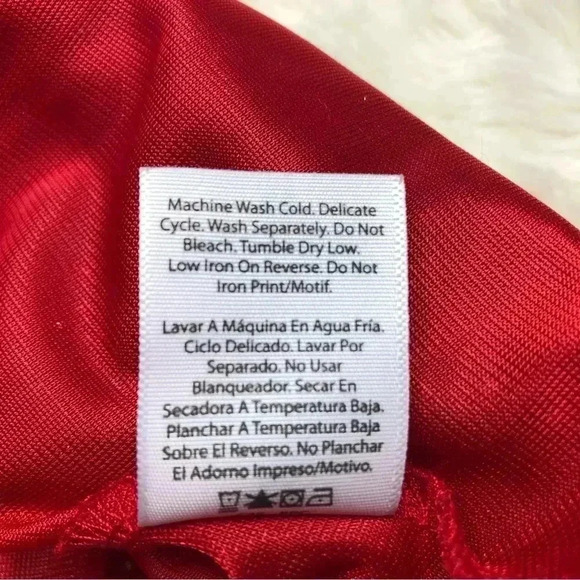 Machine Wash Cold. Delicate
Cycle. Wash Separately. Do Not
Bleach. Tumble Dry Low.
Low Iron On Reverse. Do Not
Iron Print/Motif.
Lavar A Máquina En Agua Fría.
Ciclo Delicado. Lavar Por
Separado. No Usar
Blanqueador. Secar En
Secadora A Temperatura Baja.
Planchar A Temperatura Baja
Sobre El Reverso. No Planchar
El Adorno Impreso/Motivo.